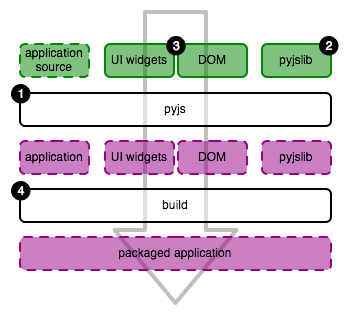 3
2
application
source
UI widgets
DOM
pyjslib
1
pyjs
application
UI widgets
DOM
pyjslib
4
build
packaged application